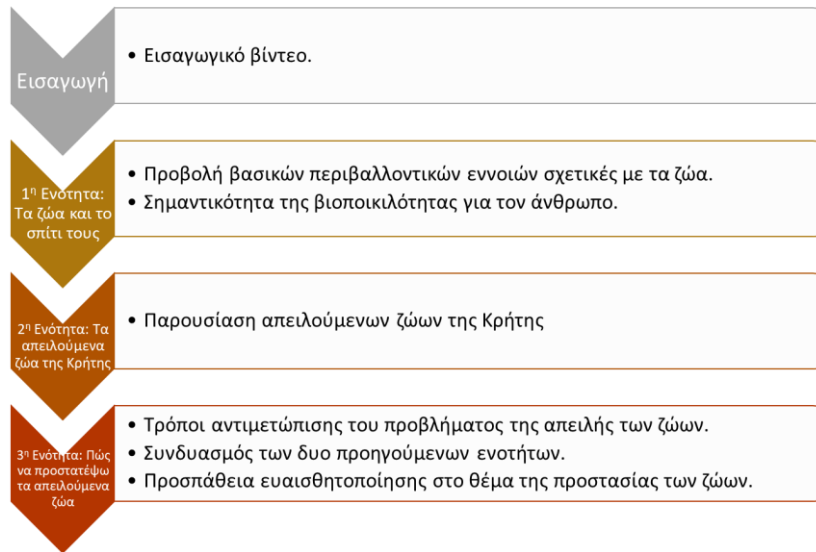 Εισαγωγή
• Εισαγωγικό βίντεο.
1η Ενότητα:
Τα ζώα και το
σπίτι τους
• Προβολή βασικών περιβαλλοντικών εννοιών σχετικές με τα ζώα.
• Σημαντικότητα της βιοποικιλότητας για τον άνθρωπο.
2η Ενότητα: Τα
απειλούμενα
ζώα της Κρήτης
• Παρουσίαση απειλούμενων ζώων της Κρήτης
3η Ενότητα: Πώς
να προστατέψω
τα απειλούμενα
ζώα
• Τρόποι αντιμετώπισης του προβλήματος της απειλής των ζώων.
• Συνδυασμός των δυο προηγούμενων ενοτήτων.
• Προσπάθεια ευαισθητοποίησης στο θέμα της προστασίας των ζώων.